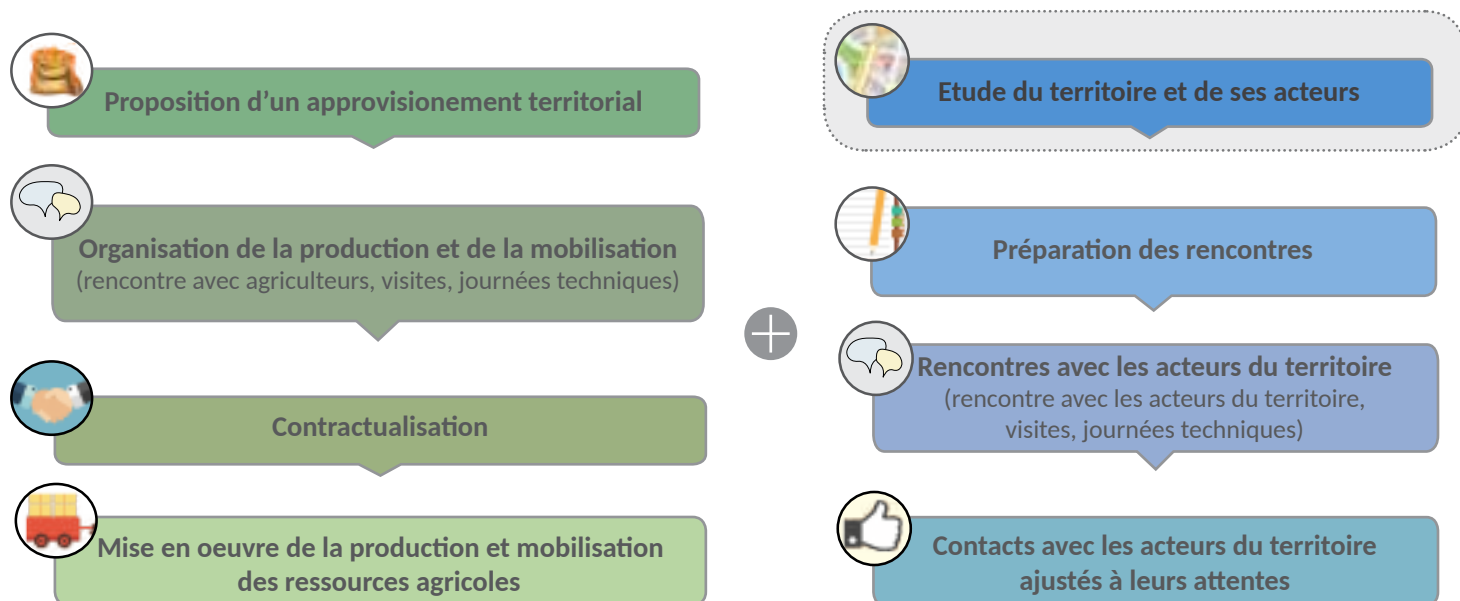 Proposition d’un approvisionement territorial
Organisation de la production et de la mobilisation
(rencontre avec agriculteurs, visites, journées techniques)
Contractualisation
Mise en oeuvre de la production et mobilisation
des ressources agricoles
Etude du territoire et de ses acteurs
Préparation des rencontres
Rencontres avec les acteurs du territoire
(rencontre avec les acteurs du territoire,
visites, journées techniques)
Contacts avec les acteurs du territoire
ajustés à leurs attentes